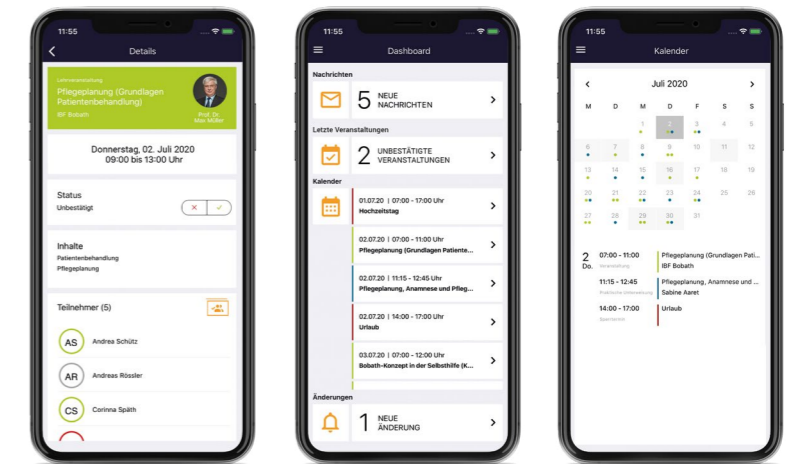 11:55
Details
Lehrveranstaltung
Pflegeplanung (Grundlagen
Patientenbehandlung)
IBF Bobath
Prof. Dr.
Max Müller
Donnerstag, 02. Juli 2020
09:00 bis 13:00 Uhr
Status
Unbestätigt
Inhalte
Patientenbehandlung
Pflegeplanung
Teilnehmer (5)
AS Andrea Schütz
AR Andreas Rössler
CS Corinna Späth
11:55
Dashboard
Nachrichten
5 NEUE
NACHRICHTEN
Letzte Veranstaltungen
2 UNBESTÄTIGTE
VERANSTALTUNGEN
Kalender
01.07.20 | 07:00 - 17:00 Uhr
Hochzeitstag
02.07.20 | 07:00 - 11:00 Uhr
Pflegeplanung (Grundlagen Patiente...
02.07.20 | 11:15 - 12:45 Uhr
Pflegeplanung, Anamnese und Pfleg...
02.07.20 | 14:00 - 17:00 Uhr
Urlaub
03.07.20 | 07:00 - 12:00 Uhr
Bobath-Konzept in der Selbsthilfe (K...
Änderungen
1 NEUE
ÄNDERUNG
11:55
Kalender
Juli 2020
M D M D F S S
1 2 3 4 5
6 7 8 9 10 11 12
13 14 15 16 17 18 19
20 21 22 23 24 25 26
27 28 29 30 31
2 07:00 - 11:00 Pflegeplanung (Grundlagen Pati...
Do. Veranstaltung IBF Bobath
11:15 - 12:45 Pflegeplanung, Anamnese und ...
Praktische Unterweisung Sabine Aaret
14:00 - 17:00 Urlaub
Sperrtermin